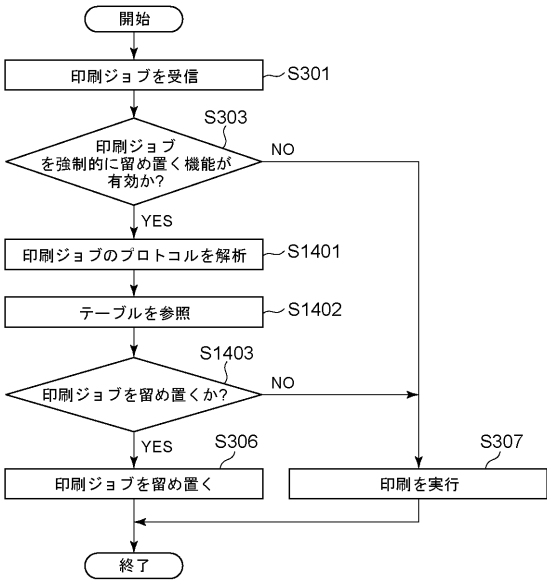 開始
印刷ジョブを受信
S301
S303
印刷ジョブ
を強制的に留め置く機能が
有効か?
NO
YES
印刷ジョブのプロトコルを解析
S1401
テーブルを参照
S1402
S1403
印刷ジョブを留め置くか?
NO
YES
S306
印刷ジョブを留め置く
S307
印刷を実行
終了